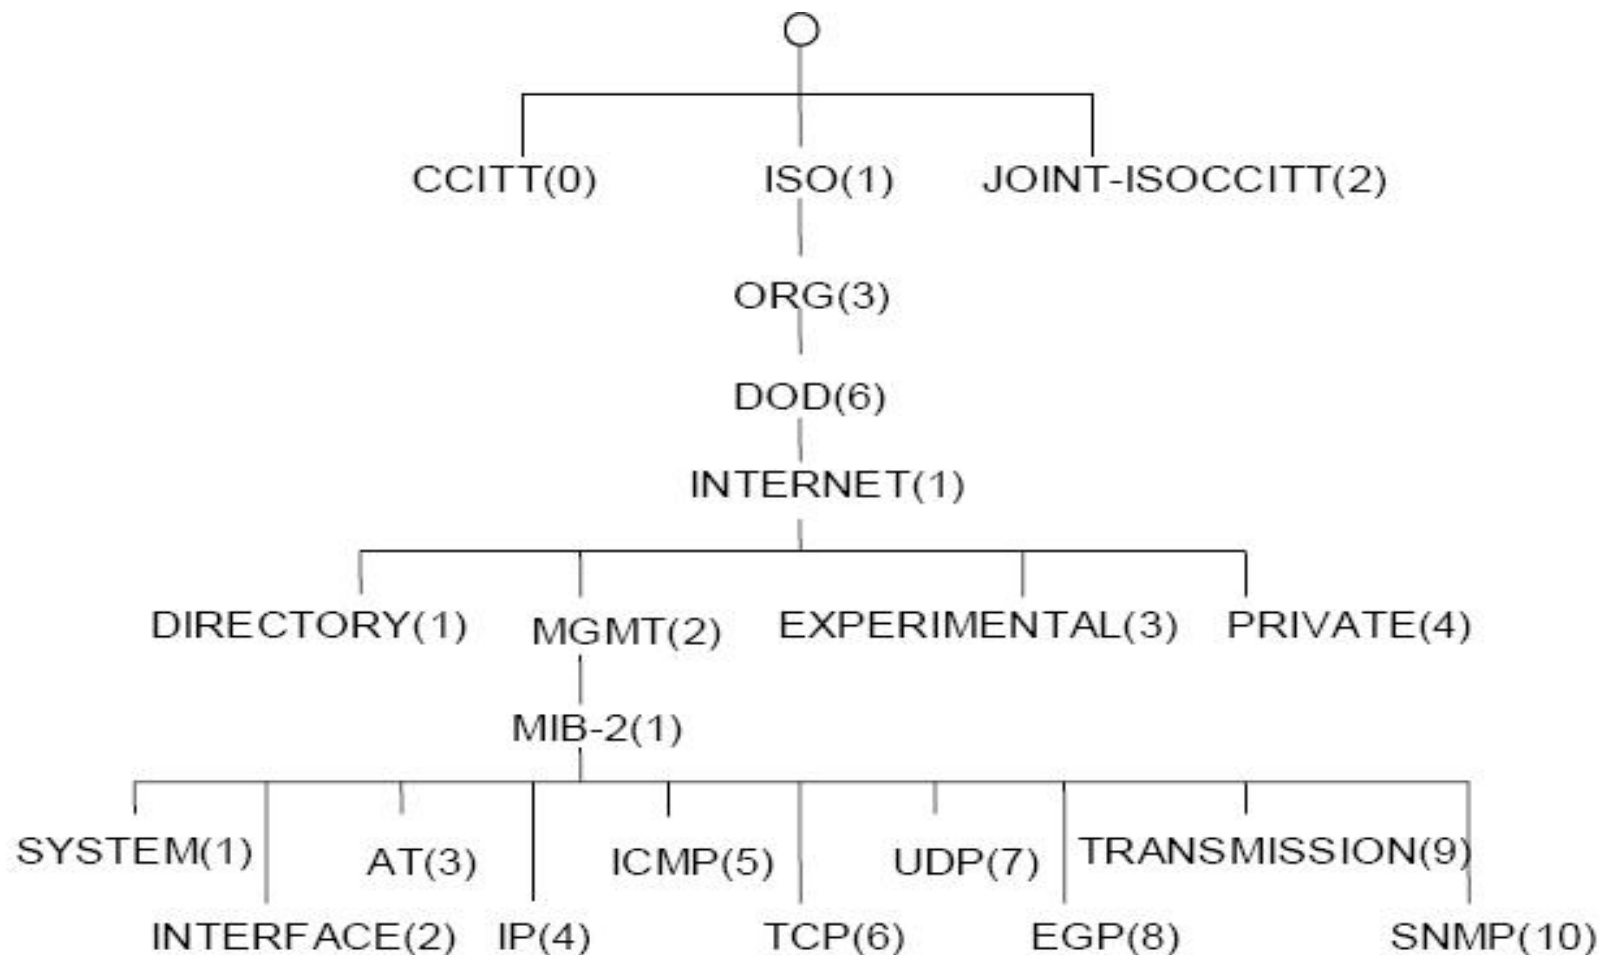 CCITT(0) ISO(1) JOINT-ISOCCITT(2)
ORG(3)
DOD(6)
INTERNET(1)
DIRECTORY(1) MGMT(2) EXPERIMENTAL(3) PRIVATE(4)
MIB-2(1)
SYSTEM(1) AT(3) ICMP(5) UDP(7) TRANSMISSION(9)
INTERFACE(2) IP(4) TCP(6) EGP(8) SNMP(10)